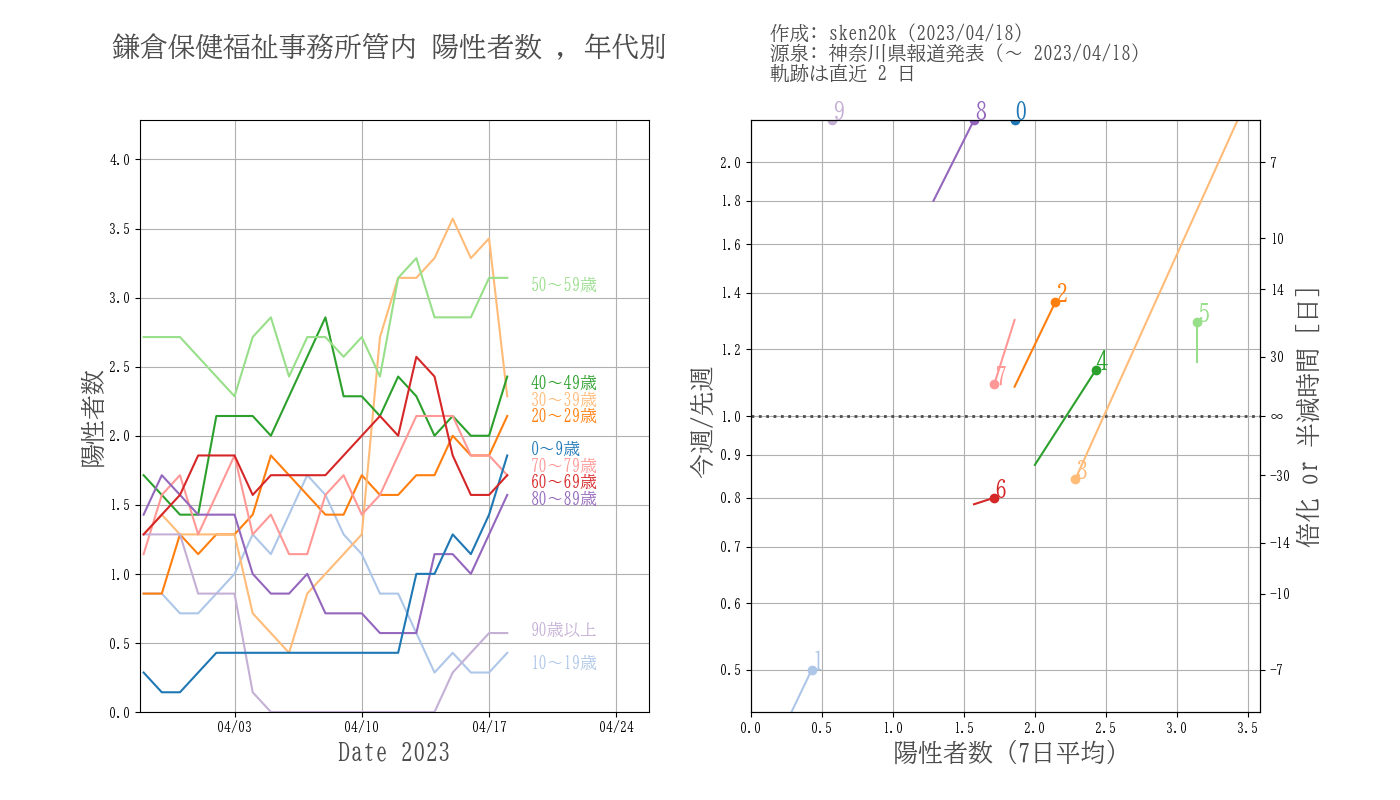 鎌倉保健福祉事務所管内 陽性者数 , 年代別
作成: sken20k (2023/04/18)
源泉: 神奈川県報道発表 (〜 2023/04/18)
軌跡は直近 2 日
陽性者数
4.0
3.5
3.0
2.5
2.0
1.5
1.0
0.5
0.0
04/03
04/10
04/17
04/24
Date 2023
50〜59歳
40〜49歳
30〜39歳
20〜29歳
0〜9歳
70〜79歳
60〜69歳
80〜89歳
90歳以上
10〜19歳
今週/先週
2.0
1.8
1.6
1.4
1.2
1.0
0.9
0.8
0.7
0.6
0.5
9
8
0
2
5
4
7
3
6
1
0.0
0.5
1.0
1.5
2.0
2.5
3.0
3.5
陽性者数 (7日平均)
7
10
14
30
∞
−30
−14
−10
−7
倍化 or 半減時間 [日]